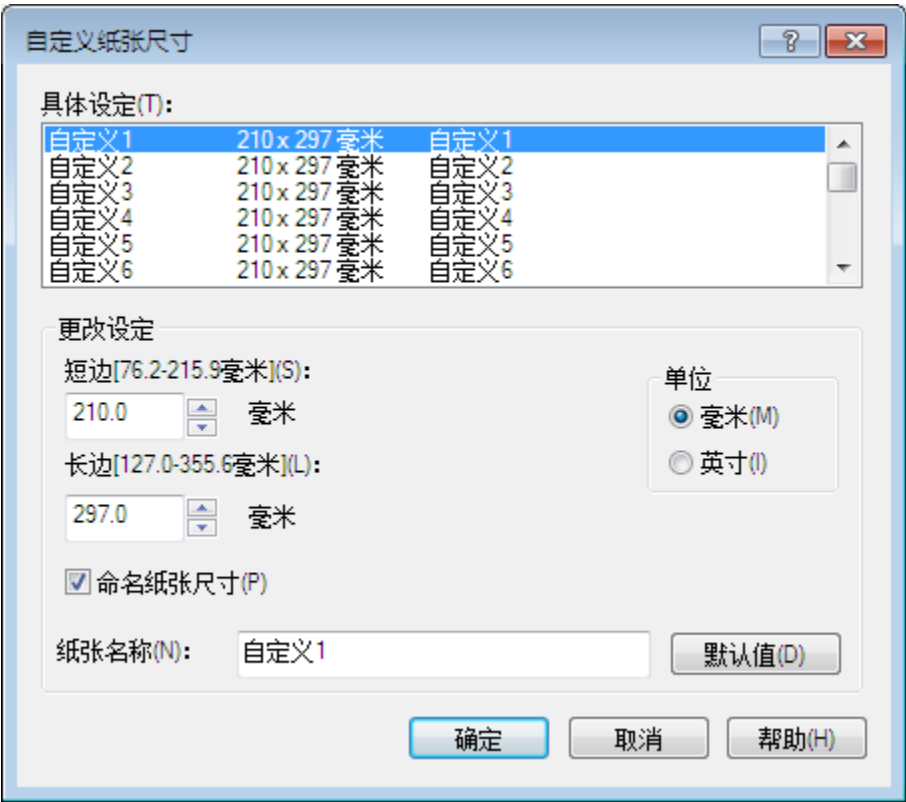 自定义纸张尺寸
具体设定(T):
自定义1 210 x 297 毫米 自定义1
自定义2 210 x 297 毫米 自定义2
自定义3 210 x 297 毫米 自定义3
自定义4 210 x 297 毫米 自定义4
自定义5 210 x 297 毫米 自定义5
自定义6 210 x 297 毫米 自定义6
更改设定
短边[76.2-215.9毫米](S):
210.0 毫米
长边[127.0-355.6毫米](L):
297.0 毫米
单位
毫米(M)
英寸(I)
命名纸张尺寸(P)
纸张名称(N): 自定义1 默认值(D)
确定 取消 帮助(H)